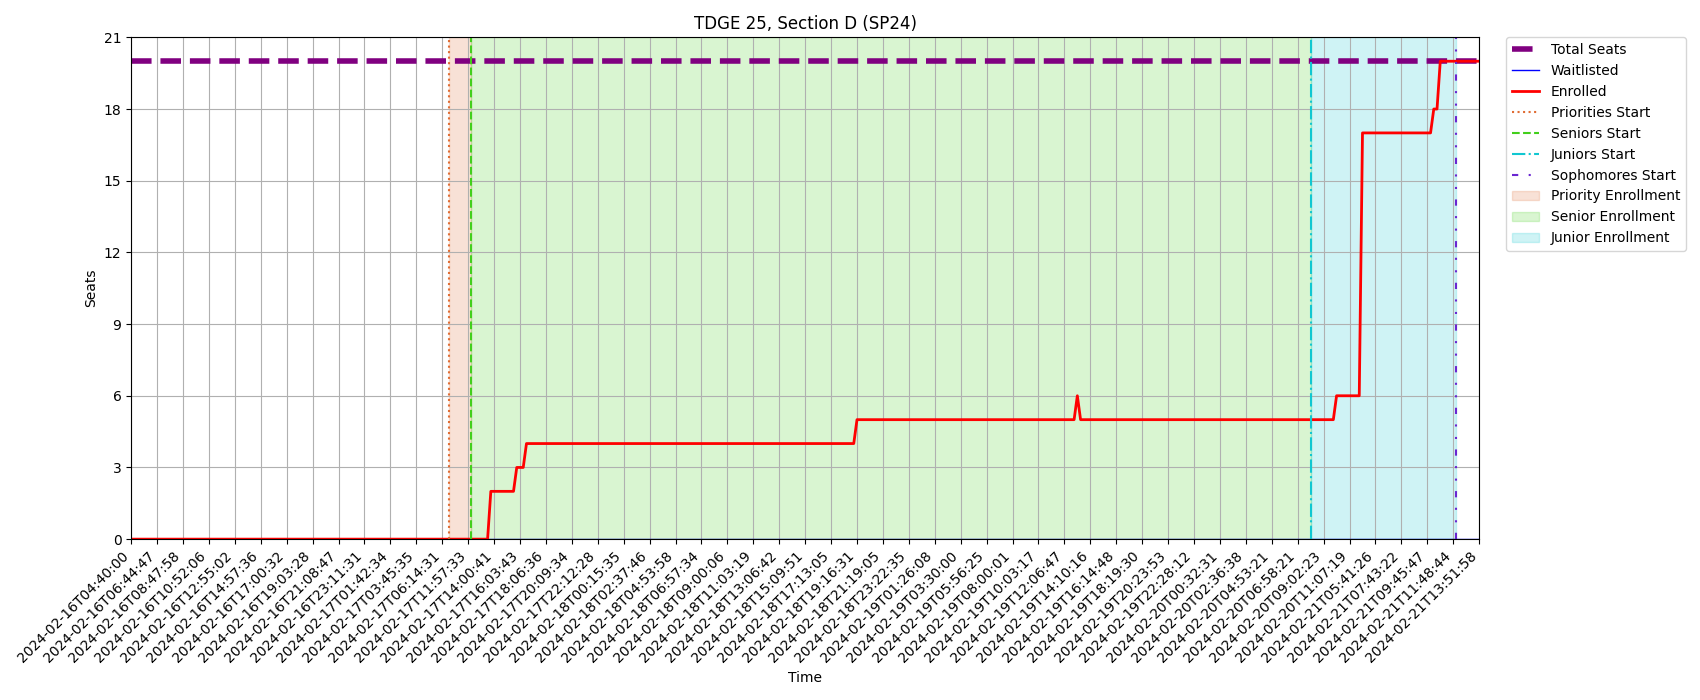 TDGE 25, Section D (SP24)
21
18
15
12
9
6
3
0
Seats
2024-02-16T04:40:00
2024-02-16T06:44:47
2024-02-16T08:47:58
2024-02-16T10:52:06
2024-02-16T12:55:02
2024-02-16T14:57:36
2024-02-16T17:00:32
2024-02-16T19:03:28
2024-02-16T21:08:47
2024-02-16T23:11:31
2024-02-17T01:42:34
2024-02-17T03:45:35
2024-02-17T06:14:31
2024-02-17T11:57:33
2024-02-17T14:00:41
2024-02-17T16:03:43
2024-02-17T18:06:36
2024-02-17T20:09:34
2024-02-17T22:12:28
2024-02-18T00:15:35
2024-02-18T02:37:46
2024-02-18T04:53:58
2024-02-18T06:57:34
2024-02-18T09:00:06
2024-02-18T11:03:19
2024-02-18T13:06:42
2024-02-18T15:09:51
2024-02-18T17:13:05
2024-02-18T19:16:31
2024-02-18T21:19:05
2024-02-18T23:22:35
2024-02-19T01:26:08
2024-02-19T03:30:00
2024-02-19T05:56:25
2024-02-19T08:00:01
2024-02-19T10:03:17
2024-02-19T12:06:47
2024-02-19T14:10:16
2024-02-19T16:14:48
2024-02-19T18:19:30
2024-02-19T20:23:53
2024-02-19T22:28:12
2024-02-20T00:32:31
2024-02-20T02:36:38
2024-02-20T04:53:21
2024-02-20T06:58:21
2024-02-20T09:02:23
2024-02-20T11:07:19
2024-02-21T05:41:26
2024-02-21T07:43:22
2024-02-21T09:45:47
2024-02-21T11:48:44
2024-02-21T13:51:58
Time
Total Seats
Waitlisted
Enrolled
Priorities Start
Seniors Start
Juniors Start
Sophomores Start
Priority Enrollment
Senior Enrollment
Junior Enrollment